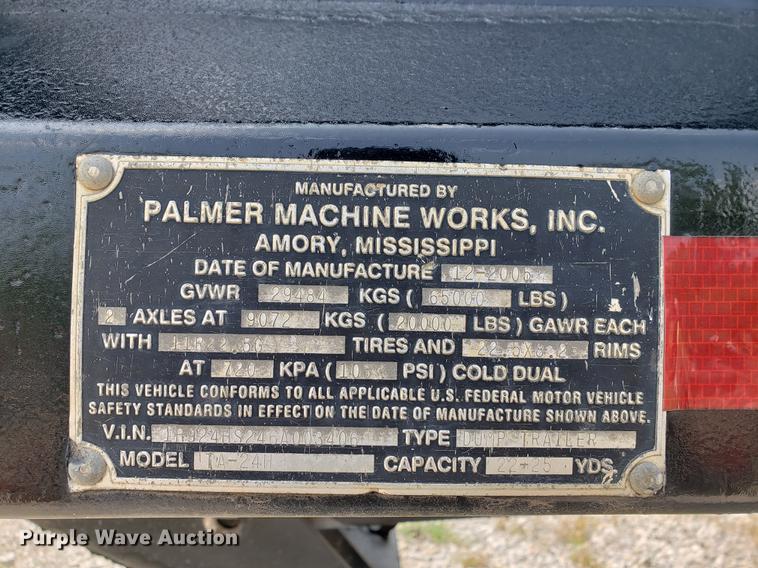 MANUFACTURED BY
PALMER MACHINE WORKS, INC.
AMORY, MISSISSIPPI
DATE OF MANUFACTURE 12-2005
GVWR 29484 KGS ( 65000 LBS )
2 AXLES AT 9072 KGS ( 20000 LBS ) GAWR EACH
WITH TIRES AND RIMS
AT 720 KPA ( PSI ) COLD DUAL
THIS VEHICLE CONFORMS TO ALL APPLICABLE U.S. FEDERAL MOTOR VEHICLE
SAFETY STANDARDS IN EFFECT ON THE DATE OF MANUFACTURE SHOWN ABOVE.
V.I.N. TYPE DUMP TRAILER
MODEL CAPACITY 22-25 YDS
Purple Wave Auction